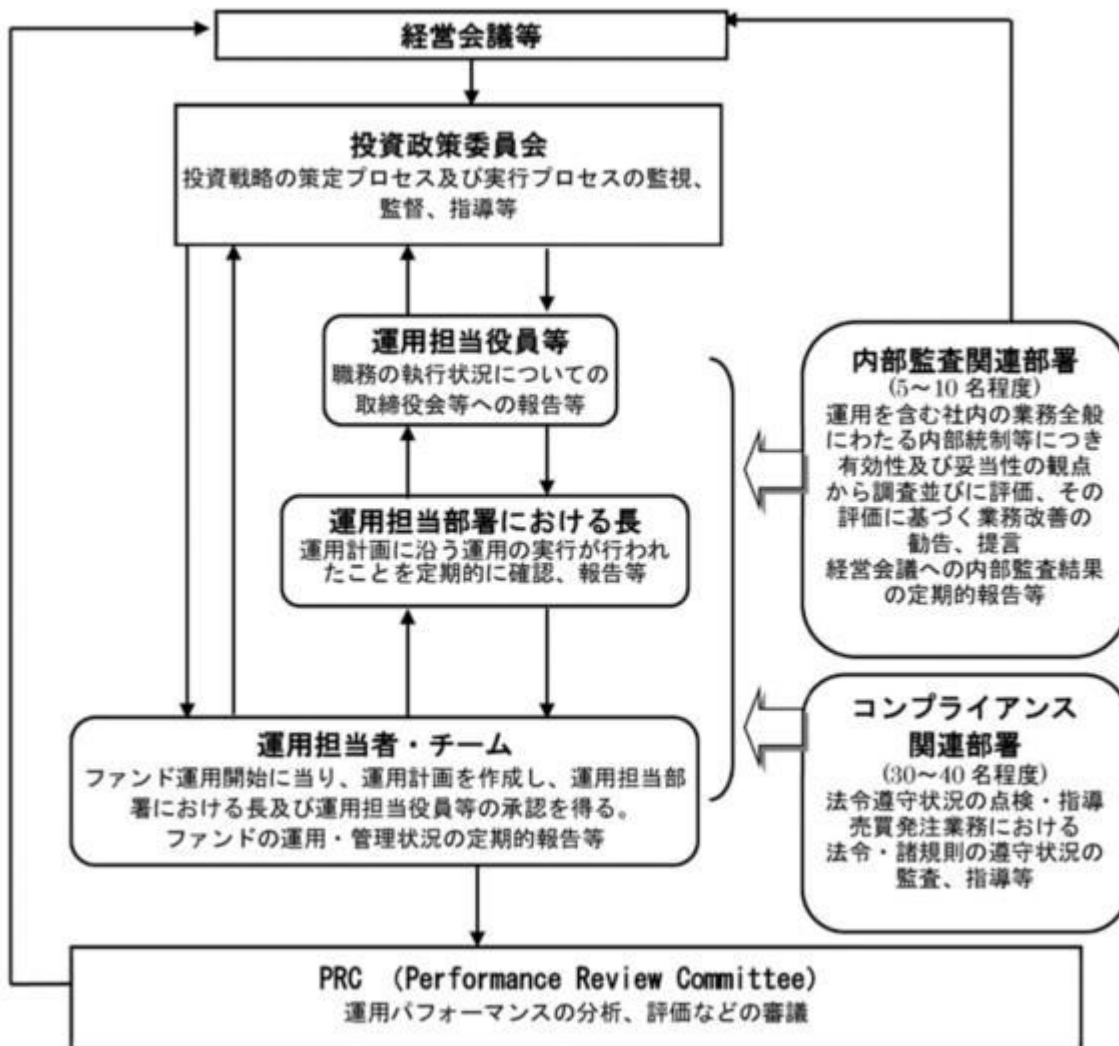 経営会議等
投資政策委員会
投資戦略の策定プロセス及び実行プロセスの監視、
監督、指導等
運用担当役員等
職務の執行状況についての
取締役会等への報告等
運用担当部署における長
運用計画に沿う運用の実行が行われ
たことを定期的に確認、報告等
運用担当者・チーム
ファンド運用開始に当り、運用計画を作成し、運用担当部
署における長及び運用担当役員等の承認を得る。
ファンドの運用・管理状況の定期的報告等
内部監査関連部署
(5～10 名程度)
運用を含む社内の業務全般
にわたる内部統制等につき
有効性及び妥当性の観点
から調査並びに評価、その
評価に基づく業務改善の
勧告、提言
経営会議への内部監査結果
の定期的報告等
コンプライアンス
関連部署
(30～40 名程度)
法令遵守状況の点検・指導
売買発注業務における
法令・諸規則の遵守状況の
監査、指導等
PRC （Performance Review Committee）
運用パフォーマンスの分析、評価などの審議